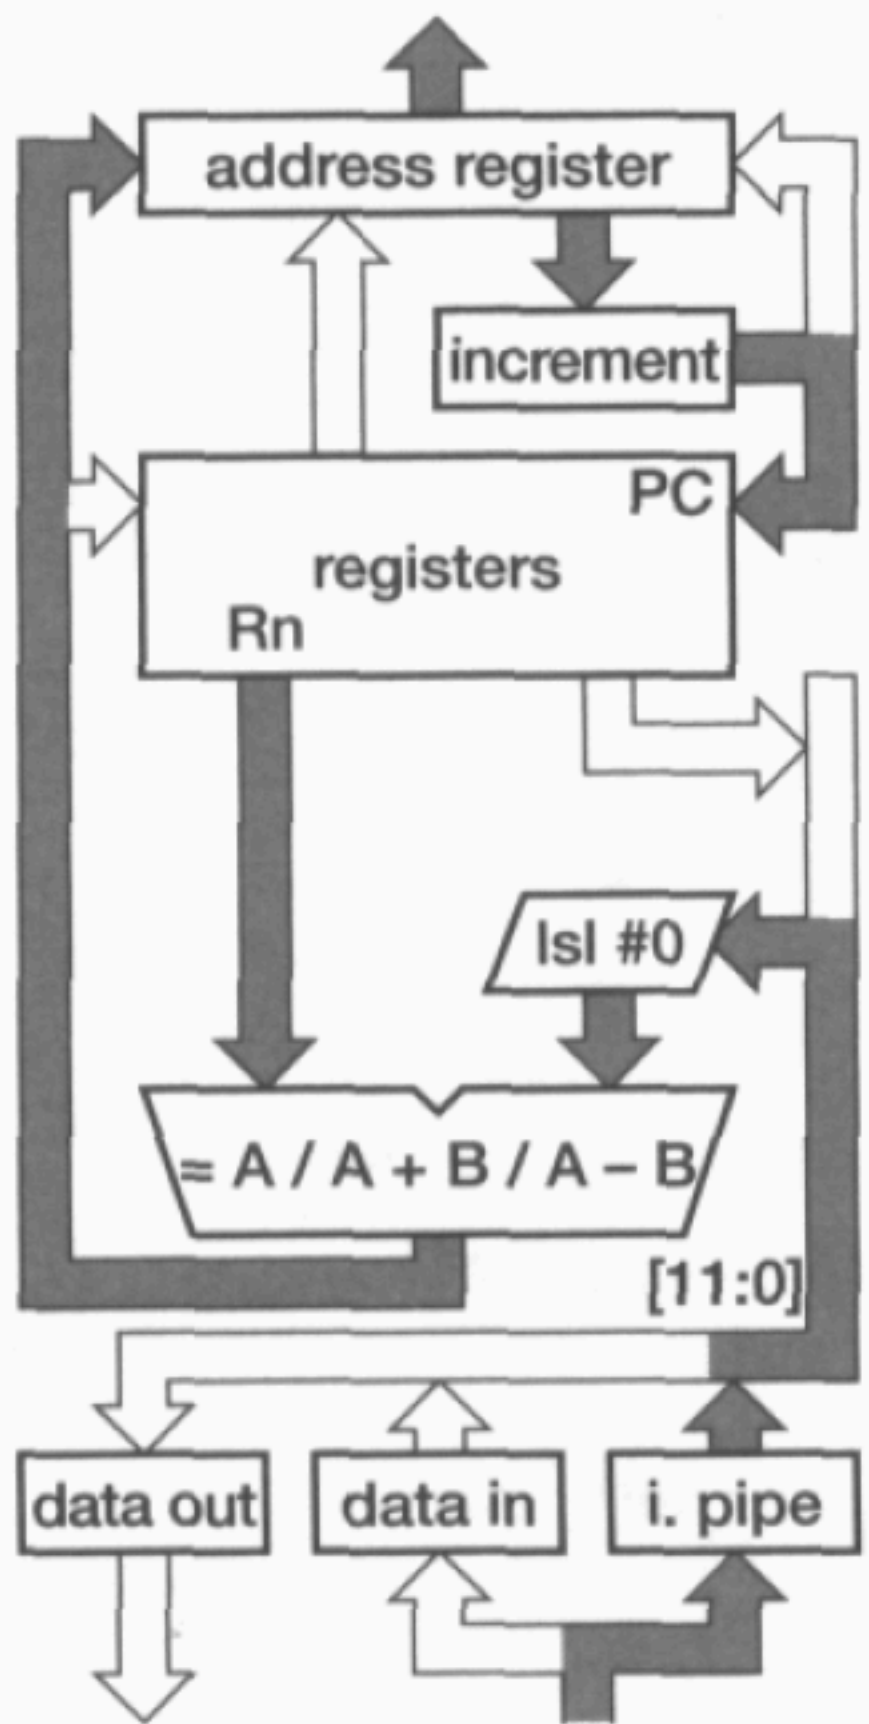 address register
increment
PC
registers
Rn
lsl #0
= A / A + B / A – B
[11:0]
data out
data in
i. pipe